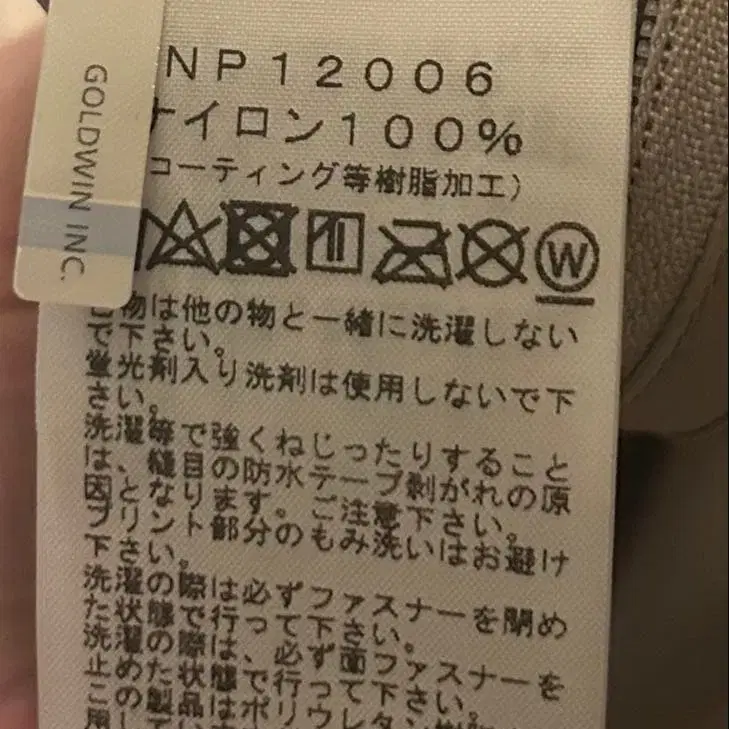 GOLDWIN INC.
NP12006
ナイロン100%
コーティング等樹脂加工)
W
物は他の物と一緒に洗濯しない
で下さい。
蛍光剤入り洗剤は使用しないで下
さい。
洗濯等で強くねじったりすること
は、縫目の防水テープ剥がれの原
因となります。ご注意下さい。
プリント部分のもみ洗いはお避け
下さい。
洗濯の際は必ずファスナーを閉め
た状態で行って下さい。
洗濯の際は、必ず面ファスナーを
止めた状態で行って下さい。
この製品はポリウレタン
用し